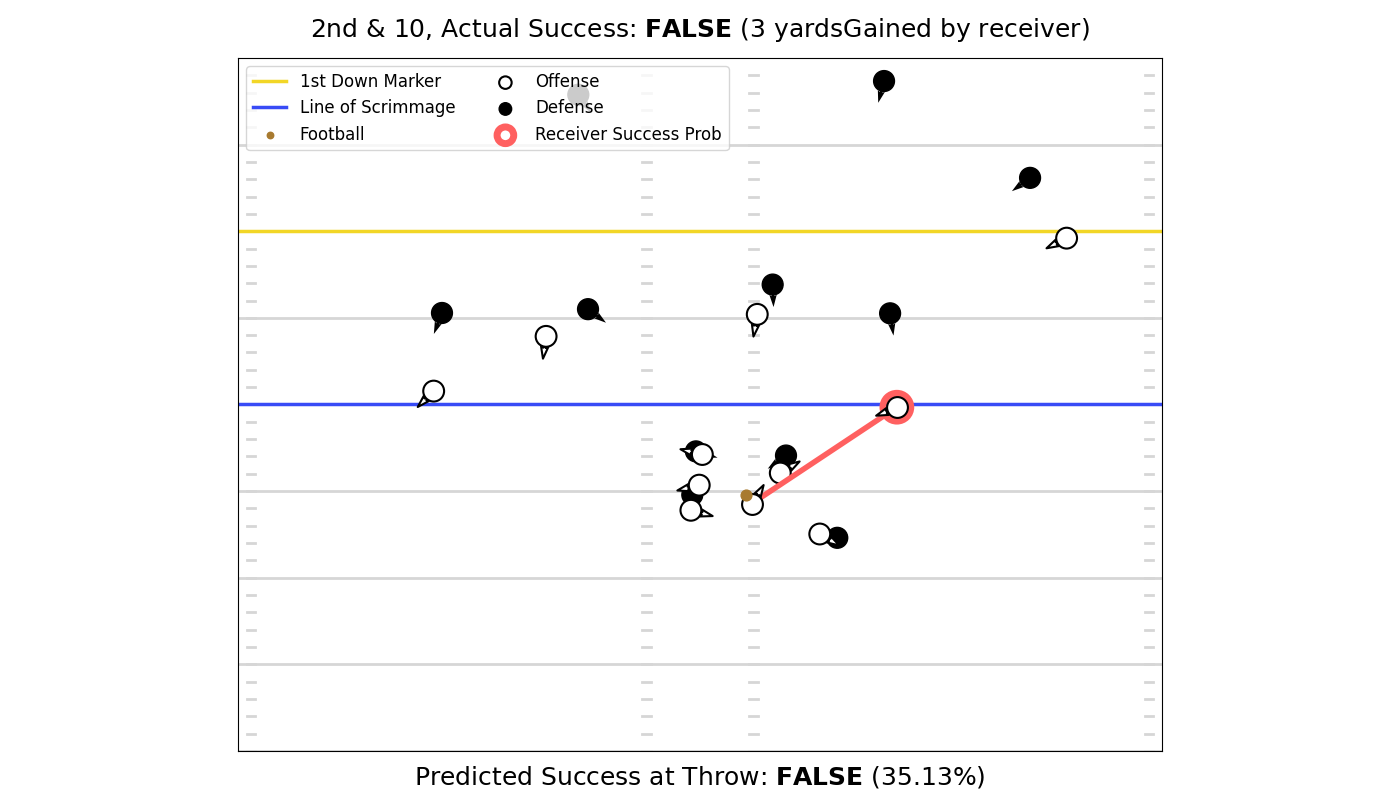 2nd & 10, Actual Success: FALSE (3 yardsGained by receiver)
1st Down Marker
Line of Scrimmage
Football
Offense
Defense
Receiver Success Prob
Predicted Success at Throw: FALSE (35.13%)